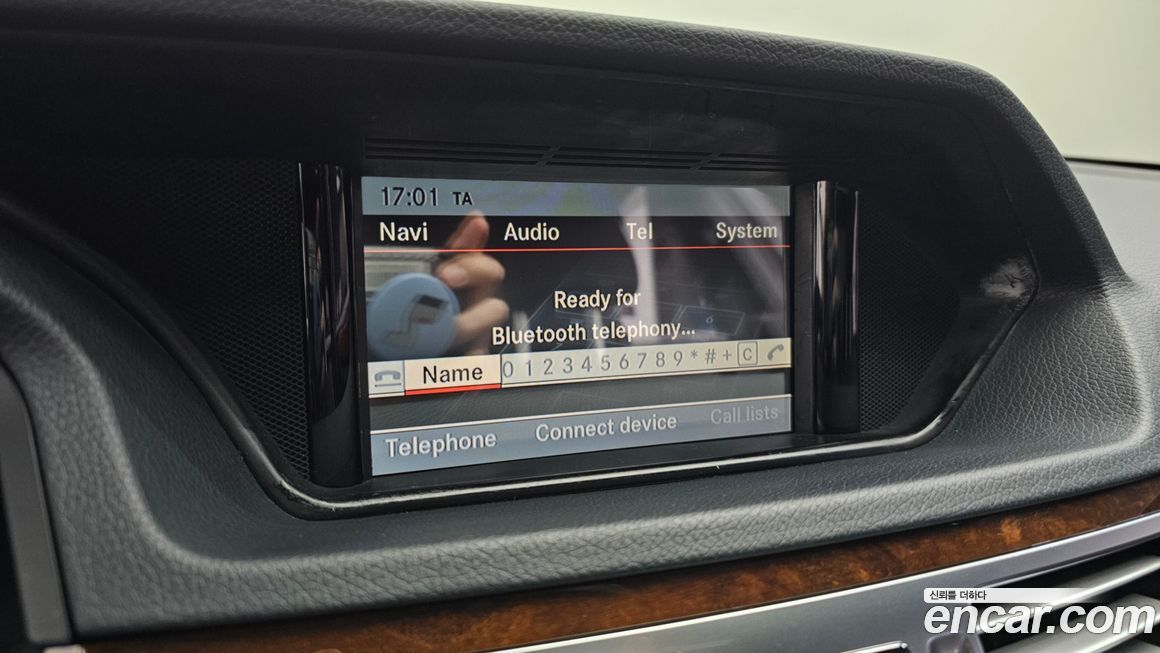 17:01 TA
Navi Audio Tel System
Ready for
Bluetooth telephony...
Name 0 1 2 3 4 5 6 7 8 9 * # + C
Telephone Connect device Call lists
신뢰를 더하다
encar.com